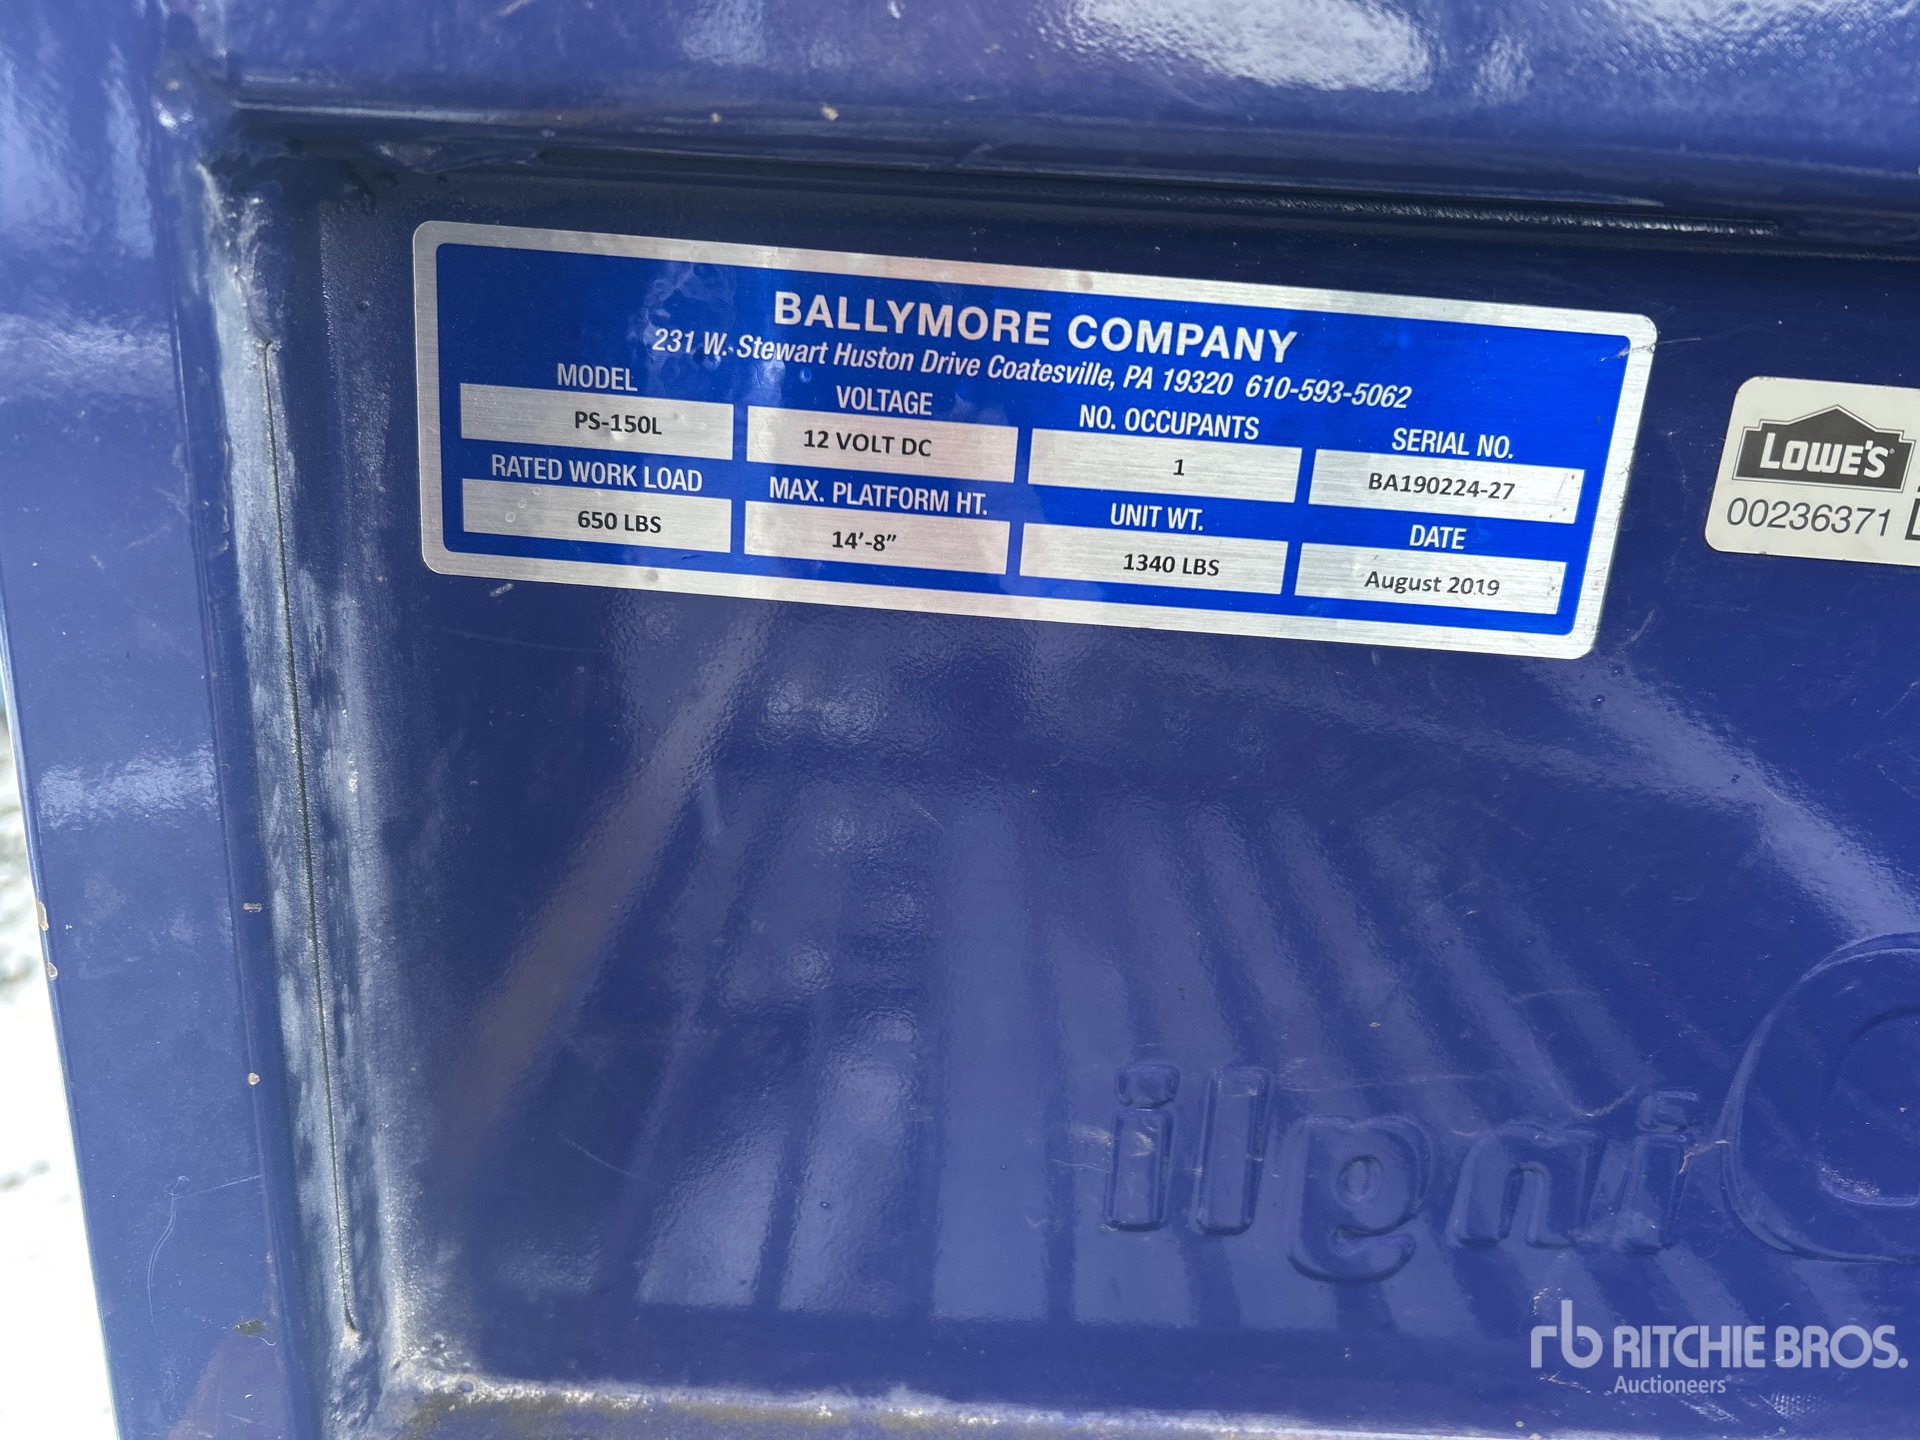 BALLYMORE COMPANY
231 W. Stewart Huston Drive Coatesville, PA 19320 610-593-5062
MODEL VOLTAGE NO. OCCUPANTS SERIAL NO.
PS-150L 12 VOLT DC 1 BA190224-27
RATED WORK LOAD MAX. PLATFORM HT. UNIT WT. DATE
650 LBS 14'-8" 1340 LBS August 2019
LOWE'S
00236371
rb RITCHIE BROS.
Auctioneers